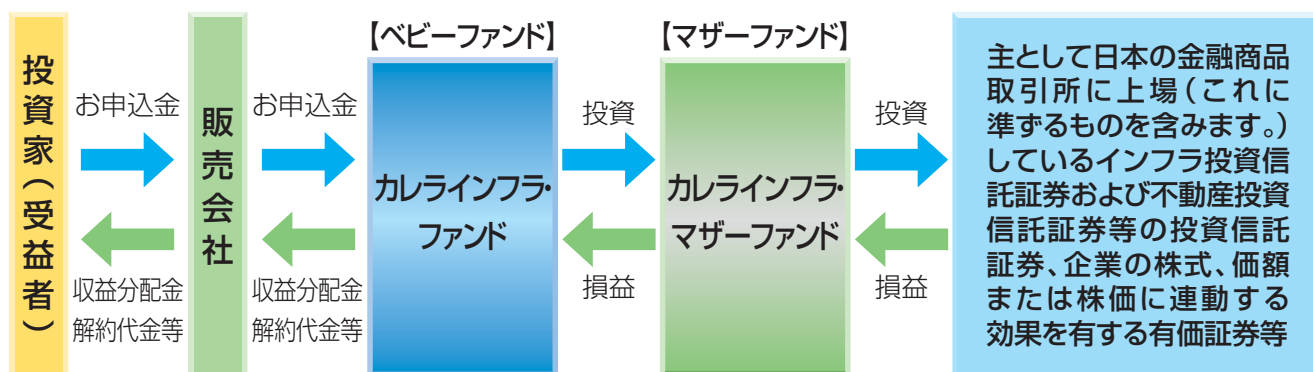 投資家(受益者)
お申込金
収益分配金
解約代金等
販売会社
お申込金
収益分配金
解約代金等
【ベビーファンド】
カレラインフラ・
ファンド
投資
損益
【マザーファンド】
カレラインフラ・
マザーファンド
投資
損益
主として日本の金融商品
取引所に上場(これに
準ずるものを含みます。)
しているインフラ投資信
託証券および不動産投資
信託証券等の投資信託
証券、企業の株式、価額
または株価に連動する
効果を有する有価証券等